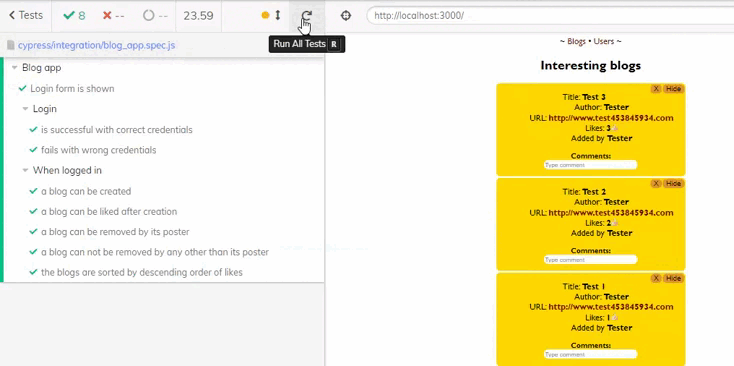 Tests 8 -- -- 23.59
http://localhost:3000/
Run All Tests R
cypress/integration/blog_app.spec.js
Blog app
Login form is shown
Login
is successful with correct credentials
fails with wrong credentials
When logged in
a blog can be created
a blog can be liked after creation
a blog can be removed by its poster
a blog can not be removed by any other than its poster
the blogs are sorted by descending order of likes
~ Blogs • Users ~
Interesting blogs
X Hide
Title: Test 3
Author: Tester
URL: http://www.test453845934.com
Likes: 3
Added by Tester
Comments:
Type comment
X Hide
Title: Test 2
Author: Tester
URL: http://www.test453845934.com
Likes: 2
Added by Tester
Comments:
Type comment
X Hide
Title: Test 1
Author: Tester
URL: http://www.test453845934.com
Likes: 1
Added by Tester
Comments:
Type comment